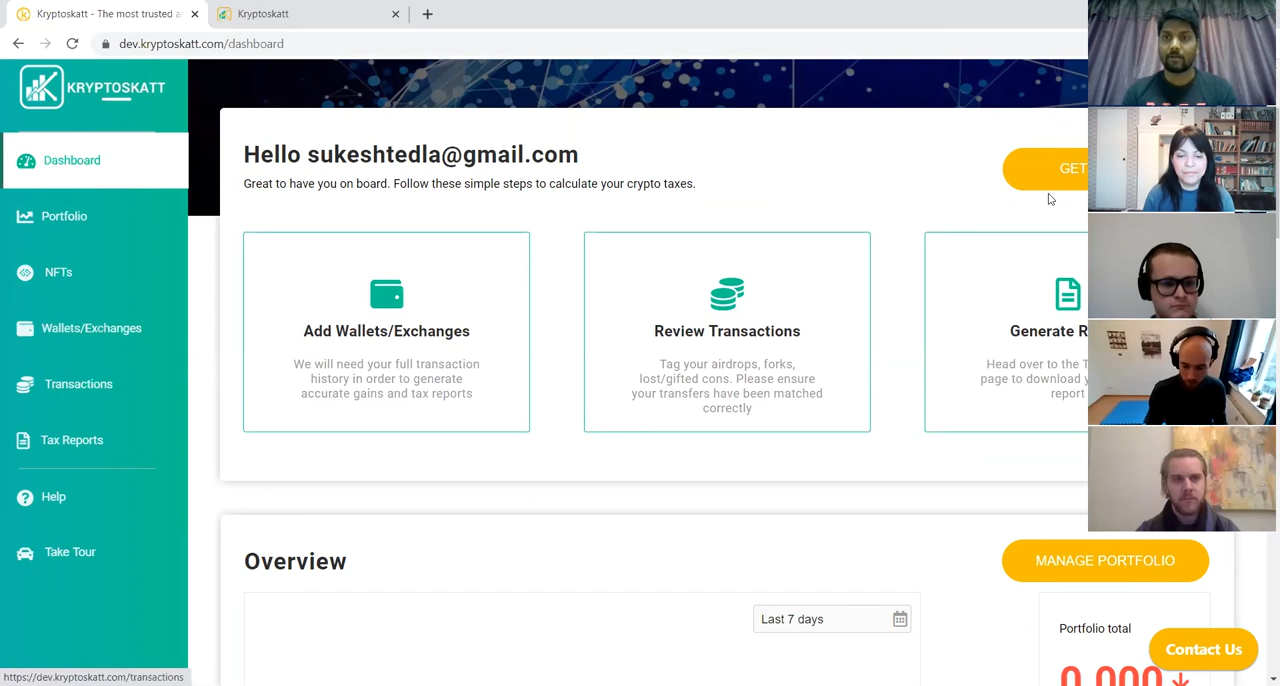 Kryptoskatt - The most trusted a
Kryptoskatt
dev.kryptoskatt.com/dashboard
KRYPTOSKATT
Dashboard
Portfolio
NFTs
Wallets/Exchanges
Transactions
Tax Reports
Help
Take Tour
Hello sukeshtedla@gmail.com
Great to have you on board. Follow these simple steps to calculate your crypto taxes.
GET
Add Wallets/Exchanges
We will need your full transaction
history in order to generate
accurate gains and tax reports
Review Transactions
Tag your airdrops, forks,
lost/gifted cons. Please ensure
your transfers have been matched
correctly
Generate R
Head over to the T
page to download y
report
Overview
MANAGE PORTFOLIO
Last 7 days
Portfolio total
0.000
Contact Us
https://dev.kryptoskatt.com/transactions